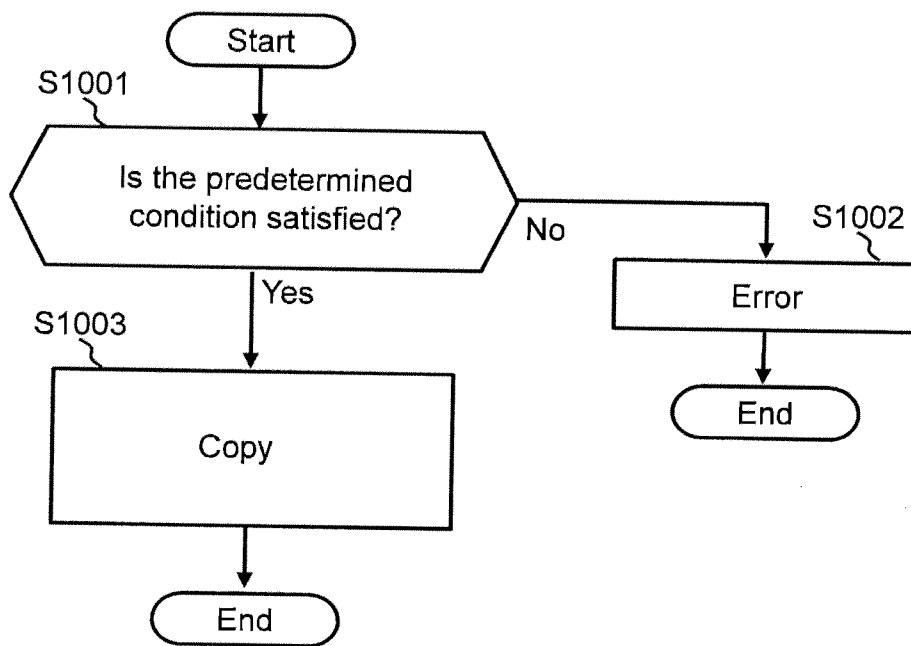 Start
S1001
Is the predetermined
condition satisfied?
No
S1002
Error
End
Yes
S1003
Copy
End